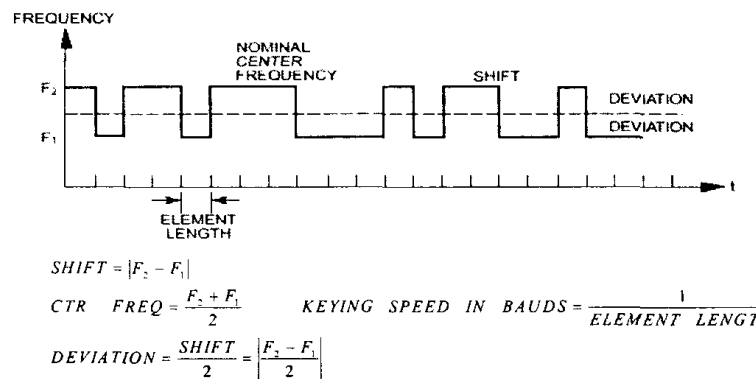 FREQUENCY
NOMINAL
CENTER
FREQUENCY
SHIFT
F₂
DEVIATION
DEVIATION
F₁
t
ELEMENT
LENGTH
SHIFT = |F₂ − F₁|
CTR FREQ = (F₂ + F₁) / 2 KEYING SPEED IN BAUDS = 1 / ELEMENT LENGT
DEVIATION = SHIFT / 2 = |(F₂ − F₁) / 2|